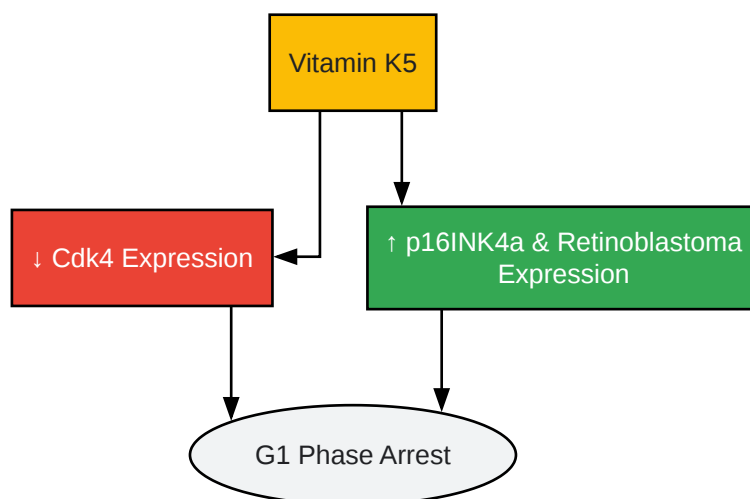 Vitamin K5
↓ Cdk4 Expression
↑ p16INK4a & Retinoblastoma
Expression
G1 Phase Arrest